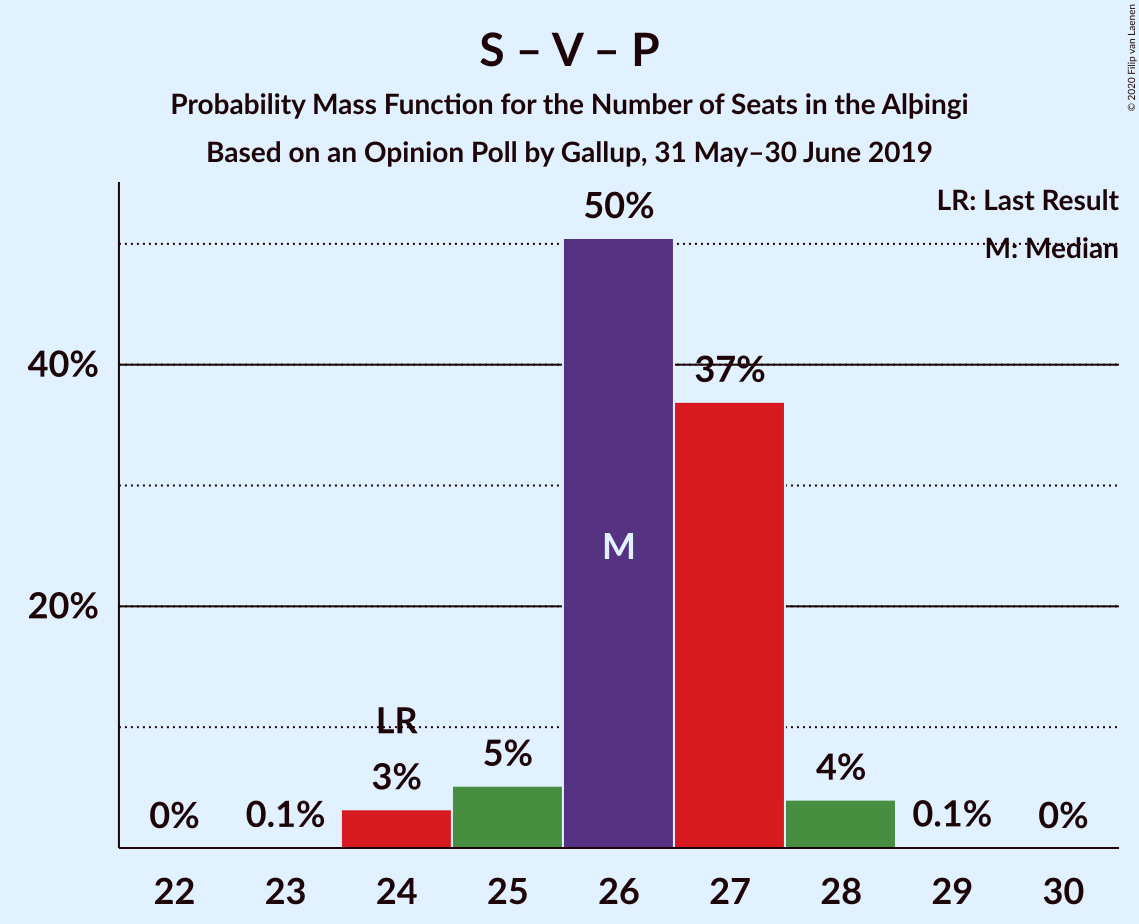 S – V – P
Probability Mass Function for the Number of Seats in the Alþingi
Based on an Opinion Poll by Gallup, 31 May–30 June 2019
© 2020 Filip van Laenen
LR: Last Result
M: Median
50%
40%
37%
M
20%
LR
5%
3%
4%
0%
0.1%
0.1%
0%
22 23 24 25 26 27 28 29 30